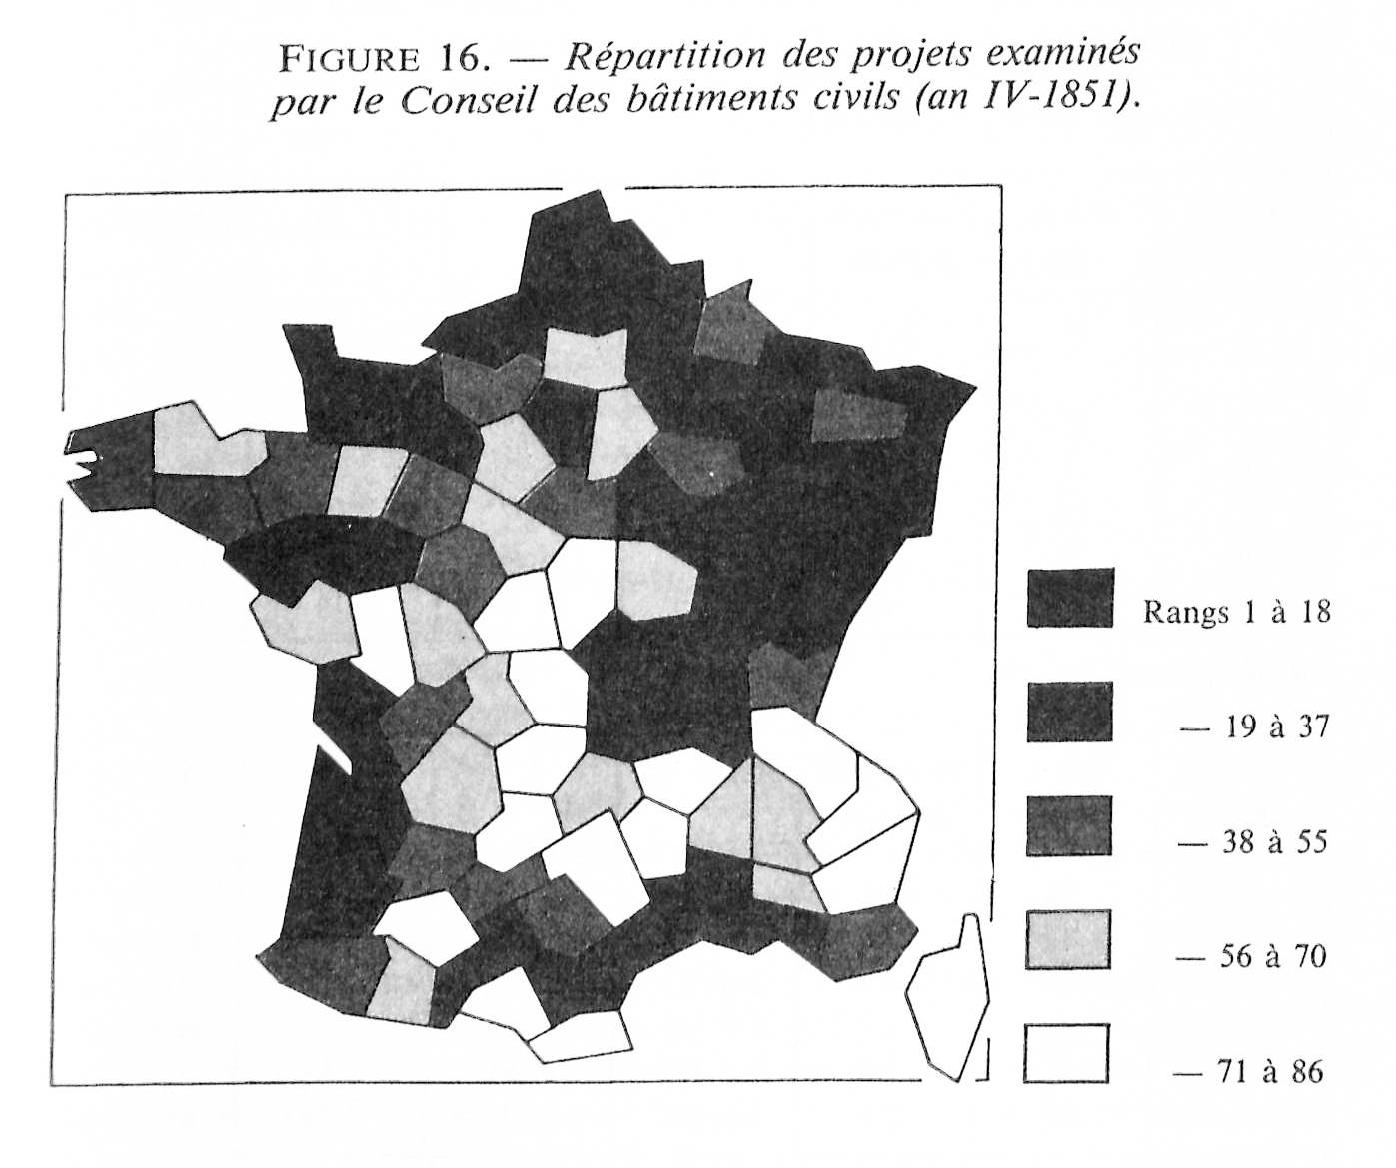 FIGURE 16. — Répartition des projets examinés
par le Conseil des bâtiments civils (an IV-1851).
Rangs 1 à 18
— 19 à 37
— 38 à 55
— 56 à 70
— 71 à 86